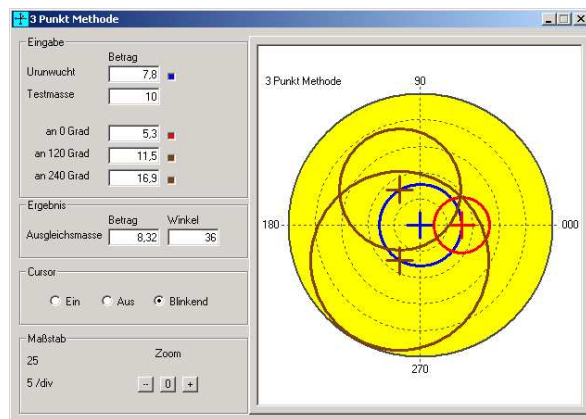 3 Punkt Methode
Eingabe
Betrag
Urunwucht 7,8
Testmasse 10
an 0 Grad 5,3
an 120 Grad 11,5
an 240 Grad 16,9
Ergebnis
Betrag Winkel
Ausgleichsmasse 8,32 36
Cursor
Ein Aus Blinkend
Maßstab
25 Zoom
5 /div -- 0 +
3 Punkt Methode 90
180 000
270